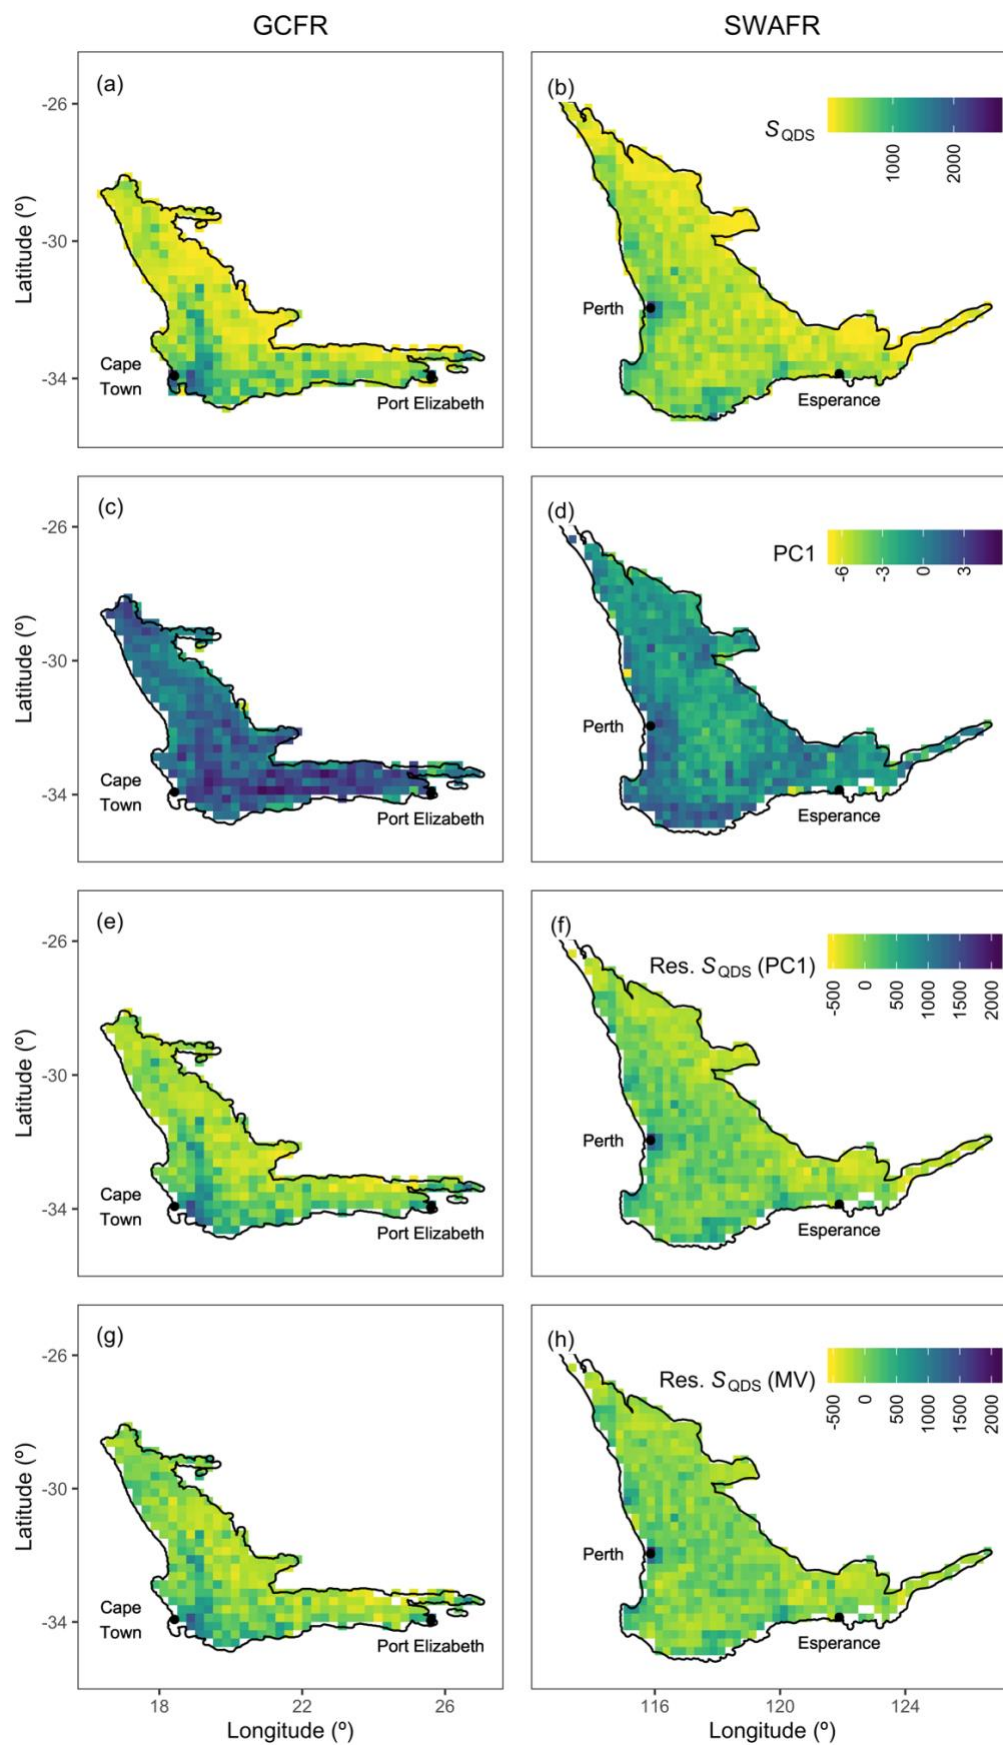 GCFR SWAFR
(a)
(b)
S QDS
1000
2000
-26
-30
-34
Latitude (º)
Cape
Town
Port Elizabeth
Perth
Esperance
(c)
(d)
PC1
-6
-3
0
3
-26
-30
-34
Latitude (º)
Cape
Town
Port Elizabeth
Perth
Esperance
(e)
(f)
Res. S QDS (PC1)
-500
0
500
1000
1500
2000
-26
-30
-34
Latitude (º)
Cape
Town
Port Elizabeth
Perth
Esperance
(g)
(h)
Res. S QDS (MV)
-500
0
500
1000
1500
2000
-26
-30
-34
Latitude (º)
Cape
Town
Port Elizabeth
Perth
Esperance
18 22 26
116 120 124
Longitude (º) Longitude (º)